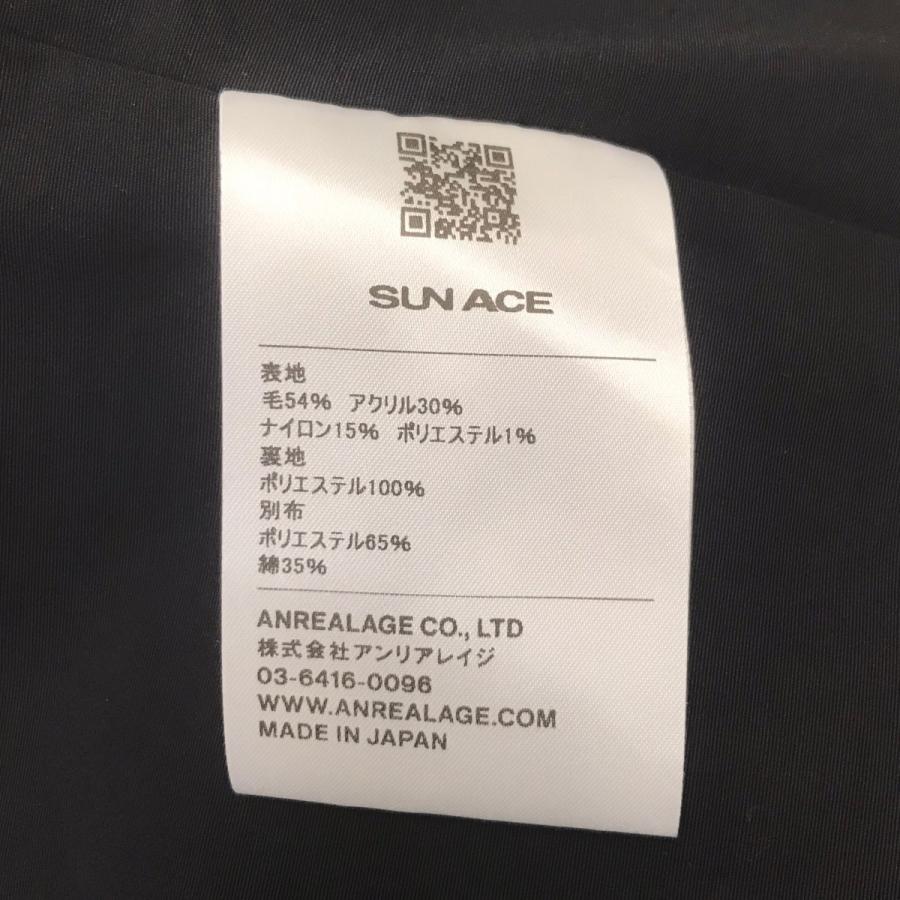 SUN ACE
表地
毛54% アクリル30%
ナイロン15% ポリエステル1%
裏地
ポリエステル100%
別布
ポリエステル65%
綿35%
ANREALAGE CO., LTD
株式会社アンリアレイジ
03-6416-0096
WWW.ANREALAGE.COM
MADE IN JAPAN